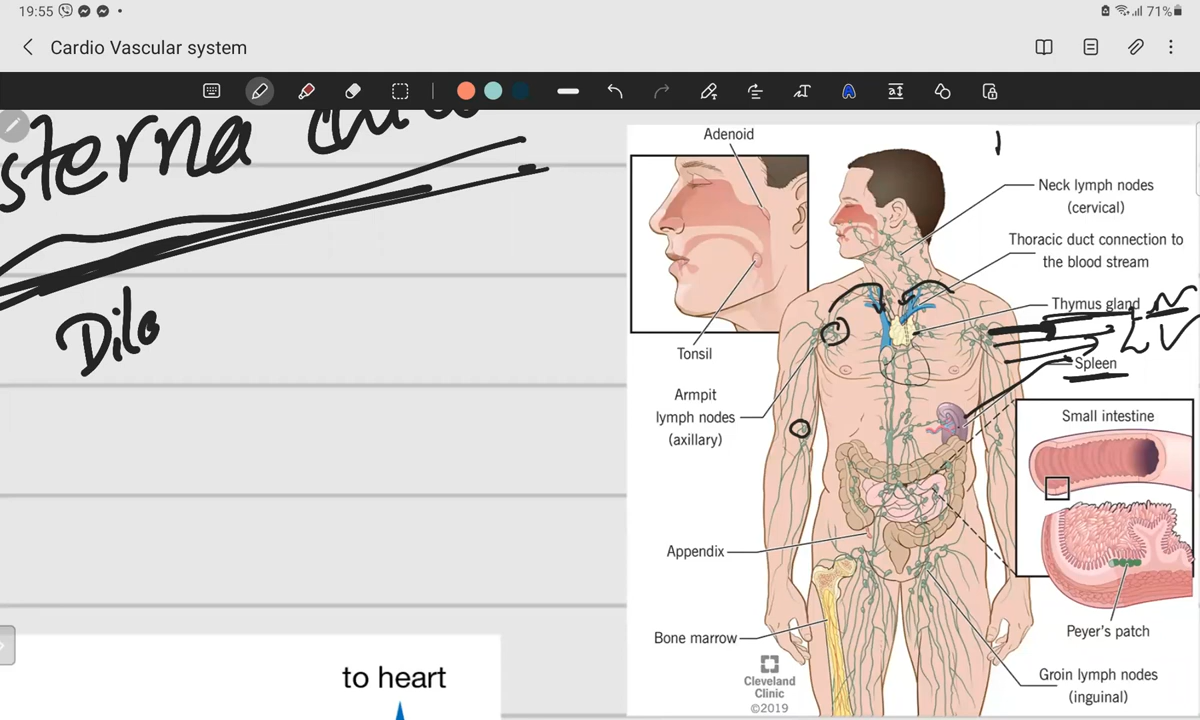 19:55 71%
Cardio Vascular system
sterna
Dila
to heart
Adenoid
Tonsil
Neck lymph nodes
(cervical)
Thoracic duct connection to
the blood stream
Thymus gland
Spleen
Armpit
lymph nodes
(axillary)
Small intestine
Appendix
Bone marrow
Peyer's patch
Groin lymph nodes
(inguinal)
Cleveland
Clinic
©2019